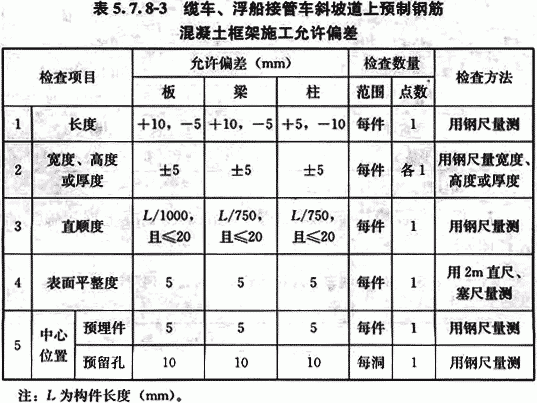 表 5.7.8-3 缆车、浮船接管车斜坡道上预制钢筋
混凝土框架施工允许偏差
检查项目 允许偏差(mm) 检查数量 检查方法
板 梁 柱 范围 点数
1 长度 +10，-5 +10，-5 +5，-10 每件 1 用钢尺量测
2 宽度、高度 ±5 ±5 ±5 每件 各1 用钢尺量宽度、
或厚度 高度或厚度
3 直顺度 L/1000, L/750, L/750, 每件 1 用钢尺量测
且≤20 且≤20 且≤20
4 表面平整度 5 5 5 每件 1 用2m直尺、
塞尺量测
5 中心 预埋件 5 5 5 每件 1 用钢尺量测
位置 预留孔 10 10 10 每洞 1 用钢尺量测
注：L为构件长度(mm)。